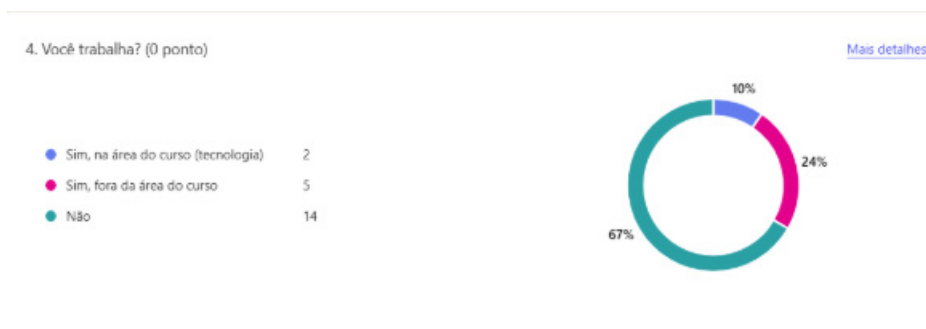 4. Você trabalha? (0 ponto)
Mais detalhes
10%
Sim, na área do curso (tecnologia) 2
24%
Sim, fora da área do curso 5
Não 14
67%